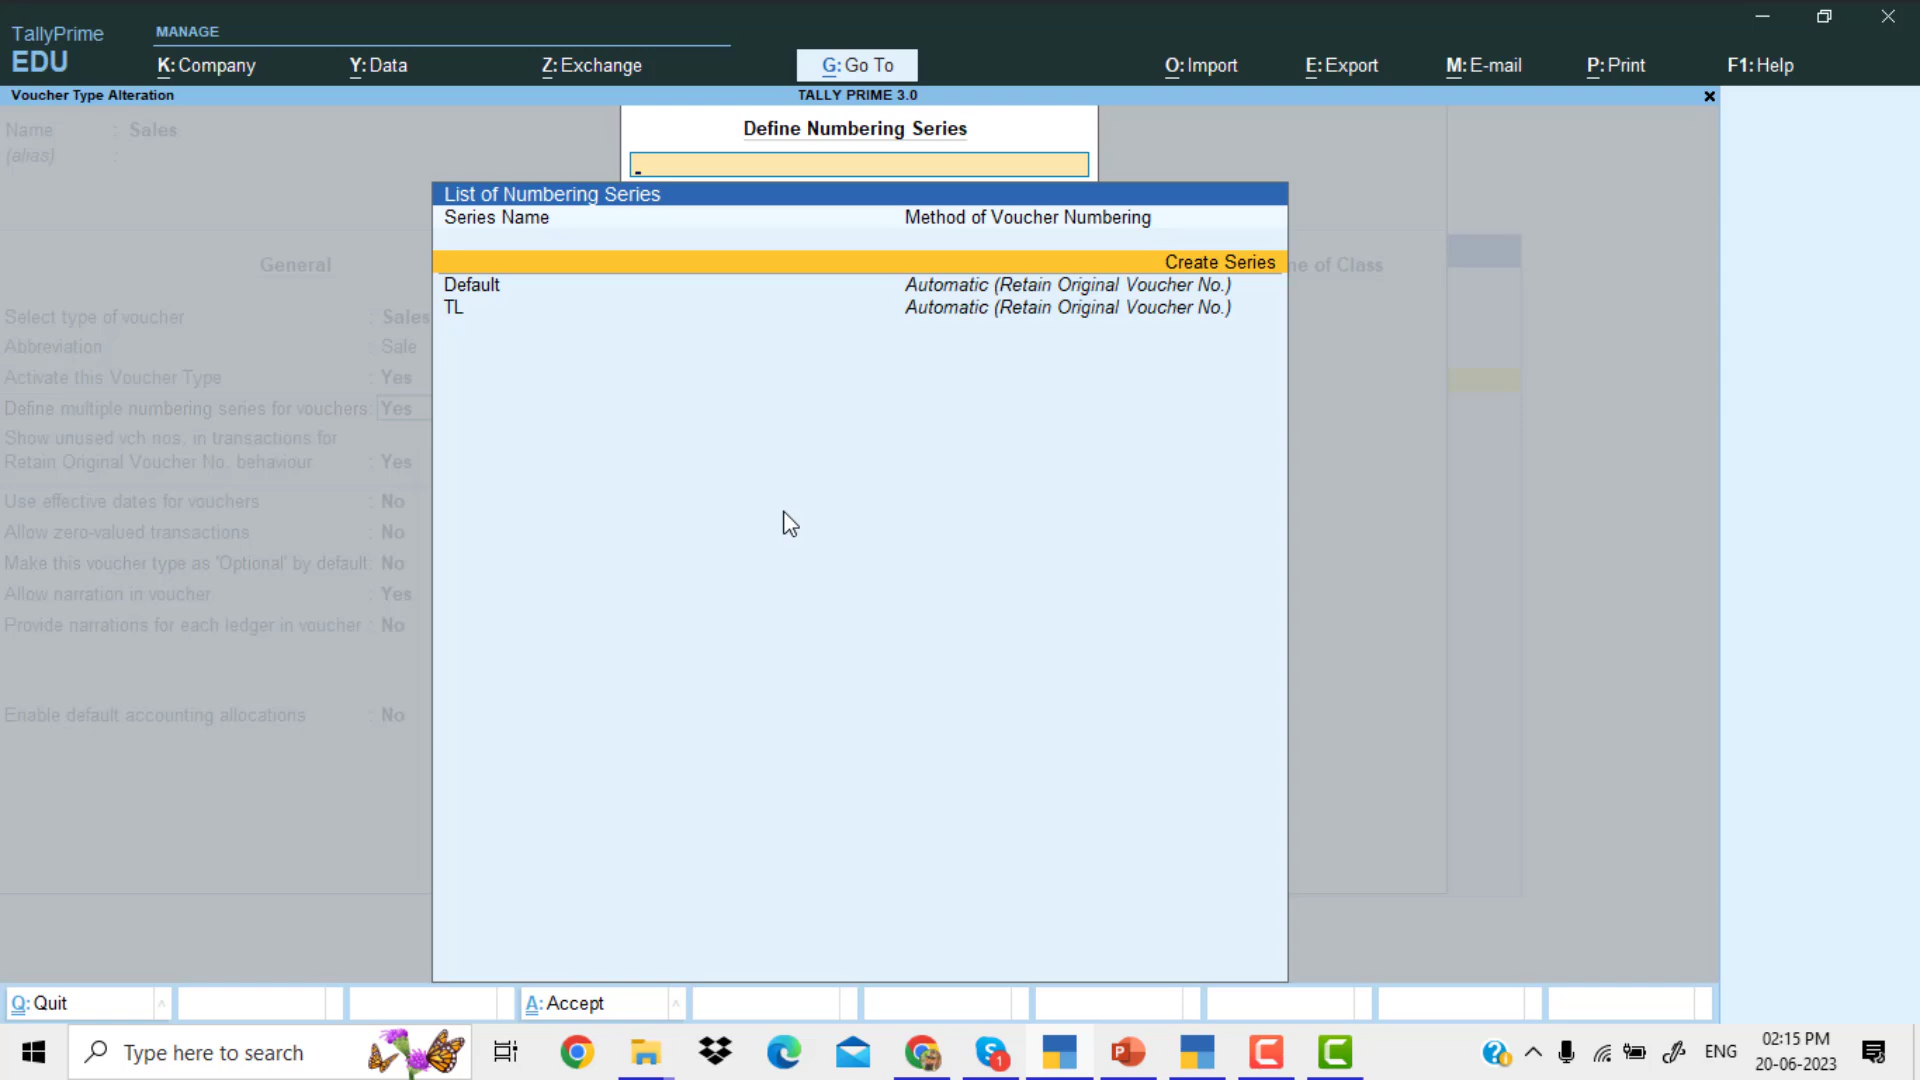 TallyPrime
EDU
MANAGE
K: Company
Y: Data
Z: Exchange
G: Go To
O: Import
E: Export
M: E-mail
P: Print
F1: Help
Voucher Type Alteration
TALLY PRIME 3.0
Name : Sales
(alias) :
Define Numbering Series
List of Numbering Series
Series Name Method of Voucher Numbering
Create Series
Default Automatic (Retain Original Voucher No.)
TL Automatic (Retain Original Voucher No.)
General
ne of Class
Select type of voucher : Sales
Abbreviation : Sale
Activate this Voucher Type : Yes
Define multiple numbering series for vouchers: Yes
Show unused vch nos. in transactions for
Retain Original Voucher No. behaviour : Yes
Use effective dates for vouchers : No
Allow zero-valued transactions : No
Make this voucher type as 'Optional' by default: No
Allow narration in voucher : Yes
Provide narrations for each ledger in voucher : No
Enable default accounting allocations : No
Q: Quit
A: Accept
Type here to search
1
ENG
02:15 PM
20-06-2023